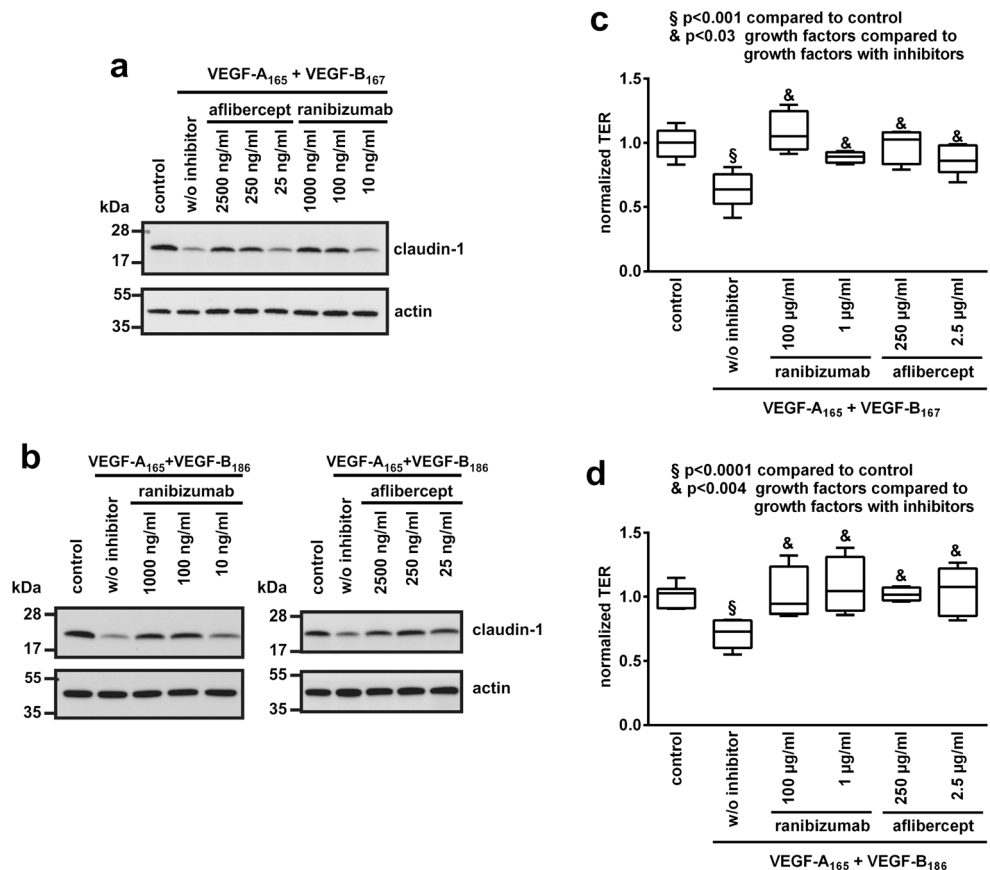 a
VEGF-A165 + VEGF-B167
aflibercept ranibizumab
control
w/o inhibitor
2500 ng/ml
250 ng/ml
25 ng/ml
1000 ng/ml
100 ng/ml
10 ng/ml
kDa
28
17
claudin-1
55
35
actin
b
VEGF-A165+VEGF-B186
ranibizumab
control
w/o inhibitor
1000 ng/ml
100 ng/ml
10 ng/ml
kDa
28
17
55
35
VEGF-A165+VEGF-B186
aflibercept
control
w/o inhibitor
2500 ng/ml
250 ng/ml
25 ng/ml
kDa
28
17
claudin-1
55
35
actin
c
§ p<0.001 compared to control
& p<0.03 growth factors compared to
growth factors with inhibitors
normalized TER
1.5
1.0
0.5
0.0
§
&
&
&
&
control
w/o inhibitor
100 µg/ml
1 µg/ml
250 µg/ml
2.5 µg/ml
ranibizumab aflibercept
VEGF-A165 + VEGF-B167
d
§ p<0.0001 compared to control
& p<0.004 growth factors compared to
growth factors with inhibitors
normalized TER
1.5
1.0
0.5
0.0
§
&
&
&
&
control
w/o inhibitor
100 µg/ml
1 µg/ml
250 µg/ml
2.5 µg/ml
ranibizumab aflibercept
VEGF-A165 + VEGF-B186